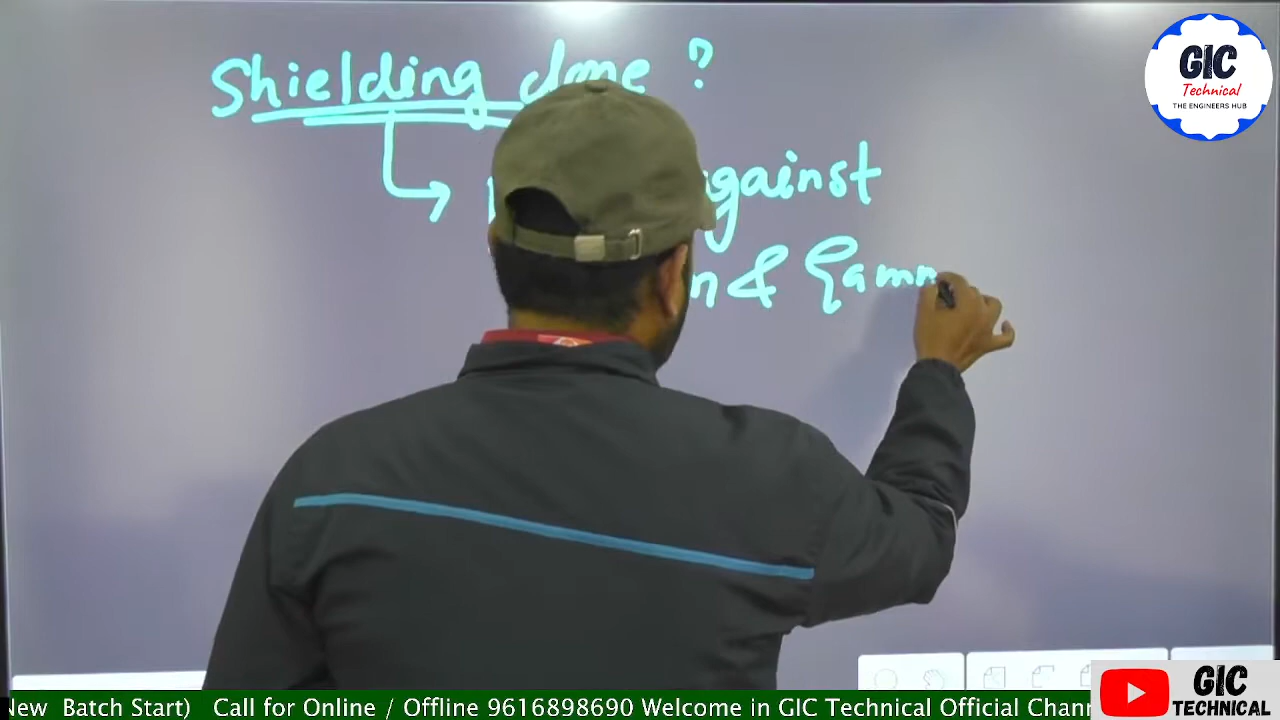 Shielding done ?
against
& Gamm
GIC
Technical
THE ENGINEERS HUB
New Batch Start) Call for Online / Offline 9616898690 Welcome in GIC Technical Official Chann
GIC
TECHNICAL